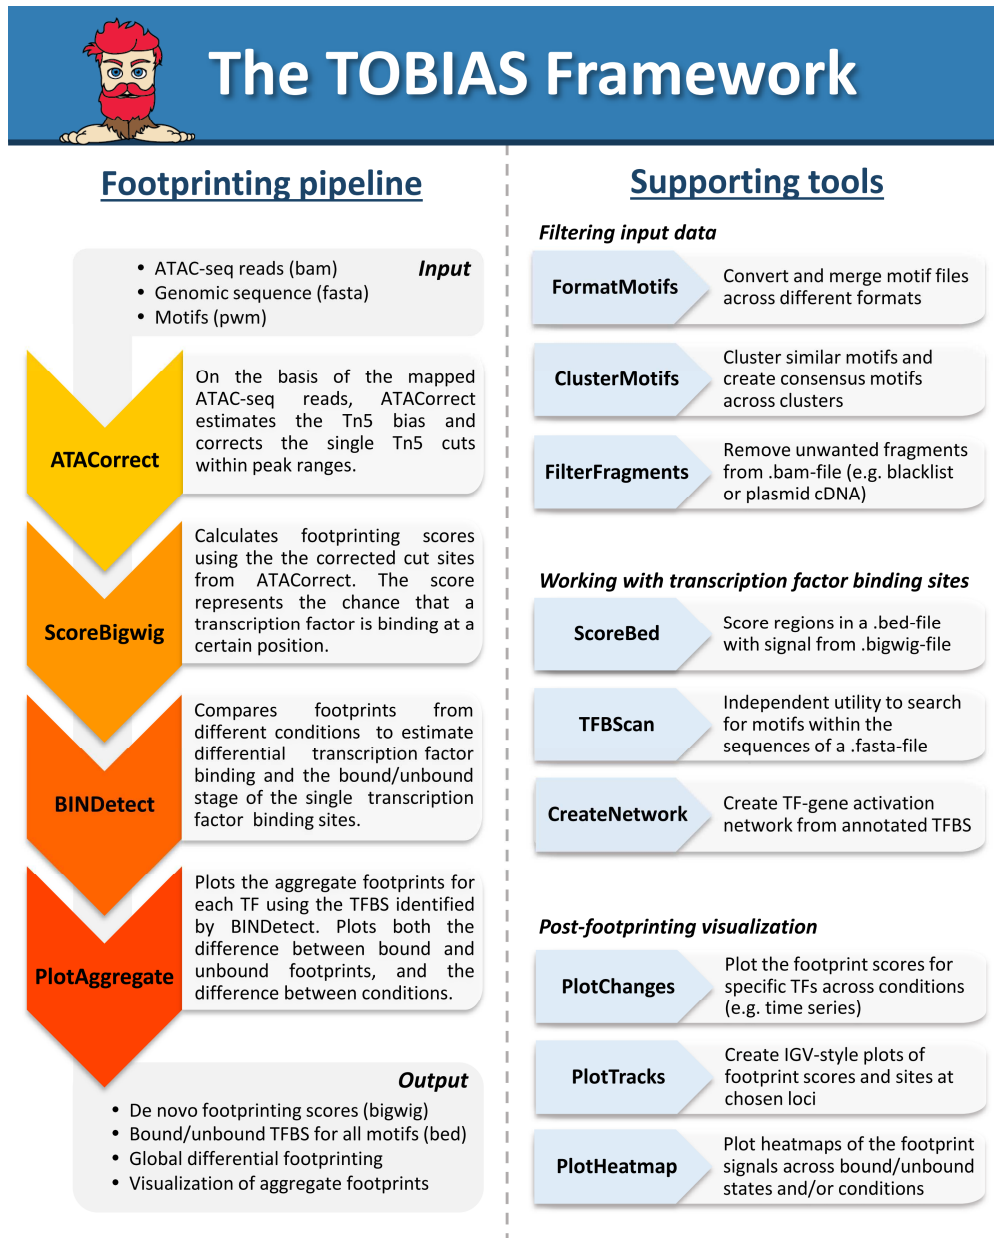 The TOBIAS Framework
Footprinting pipeline
Input
• ATAC-seq reads (bam)
• Genomic sequence (fasta)
• Motifs (pwm)
ATACorrect
On the basis of the mapped
ATAC-seq reads, ATACorrect
estimates the Tn5 bias and
corrects the single Tn5 cuts
within peak ranges.
ScoreBigwig
Calculates footprinting scores
using the the corrected cut sites
from ATACorrect. The score
represents the chance that a
transcription factor is binding at a
certain position.
BINDetect
Compares footprints from
different conditions to estimate
differential transcription factor
binding and the bound/unbound
stage of the single transcription
factor binding sites.
PlotAggregate
Plots the aggregate footprints for
each TF using the TFBS identified
by BINDetect. Plots both the
difference between bound and
unbound footprints, and the
difference between conditions.
Output
• De novo footprinting scores (bigwig)
• Bound/unbound TFBS for all motifs (bed)
• Global differential footprinting
• Visualization of aggregate footprints
Supporting tools
Filtering input data
FormatMotifs
Convert and merge motif files
across different formats
ClusterMotifs
Cluster similar motifs and
create consensus motifs
across clusters
FilterFragments
Remove unwanted fragments
from .bam-file (e.g. blacklist
or plasmid cDNA)
Working with transcription factor binding sites
ScoreBed
Score regions in a .bed-file
with signal from .bigwig-file
TFBScan
Independent utility to search
for motifs within the
sequences of a .fasta-file
CreateNetwork
Create TF-gene activation
network from annotated TFBS
Post-footprinting visualization
PlotChanges
Plot the footprint scores for
specific TFs across conditions
(e.g. time series)
PlotTracks
Create IGV-style plots of
footprint scores and sites at
chosen loci
PlotHeatmap
Plot heatmaps of the footprint
signals across bound/unbound
states and/or conditions